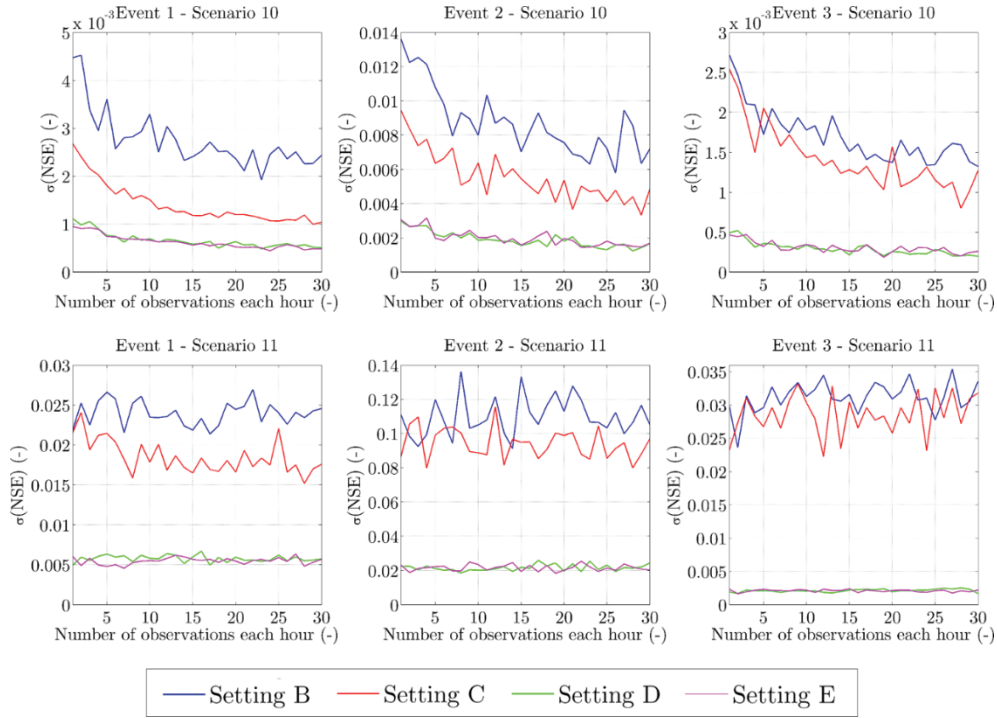 ×10⁻³ Event 1 - Scenario 10
Event 2 - Scenario 10
×10⁻³ Event 3 - Scenario 10
5
4
3
2
1
0
σ(NSE) (-)
5 10 15 20 25 30
Number of observations each hour (-)
0.014
0.012
0.01
0.008
0.006
0.004
0.002
0
σ(NSE) (-)
5 10 15 20 25 30
Number of observations each hour (-)
3
2.5
2
1.5
1
0.5
0
σ(NSE) (-)
5 10 15 20 25 30
Number of observations each hour (-)
Event 1 - Scenario 11
Event 2 - Scenario 11
Event 3 - Scenario 11
0.03
0.025
0.02
0.015
0.01
0.005
0
σ(NSE) (-)
5 10 15 20 25 30
Number of observations each hour (-)
0.14
0.12
0.1
0.08
0.06
0.04
0.02
0
σ(NSE) (-)
5 10 15 20 25 30
Number of observations each hour (-)
0.035
0.03
0.025
0.02
0.015
0.01
0.005
0
σ(NSE) (-)
5 10 15 20 25 30
Number of observations each hour (-)
Setting B Setting C Setting D Setting E